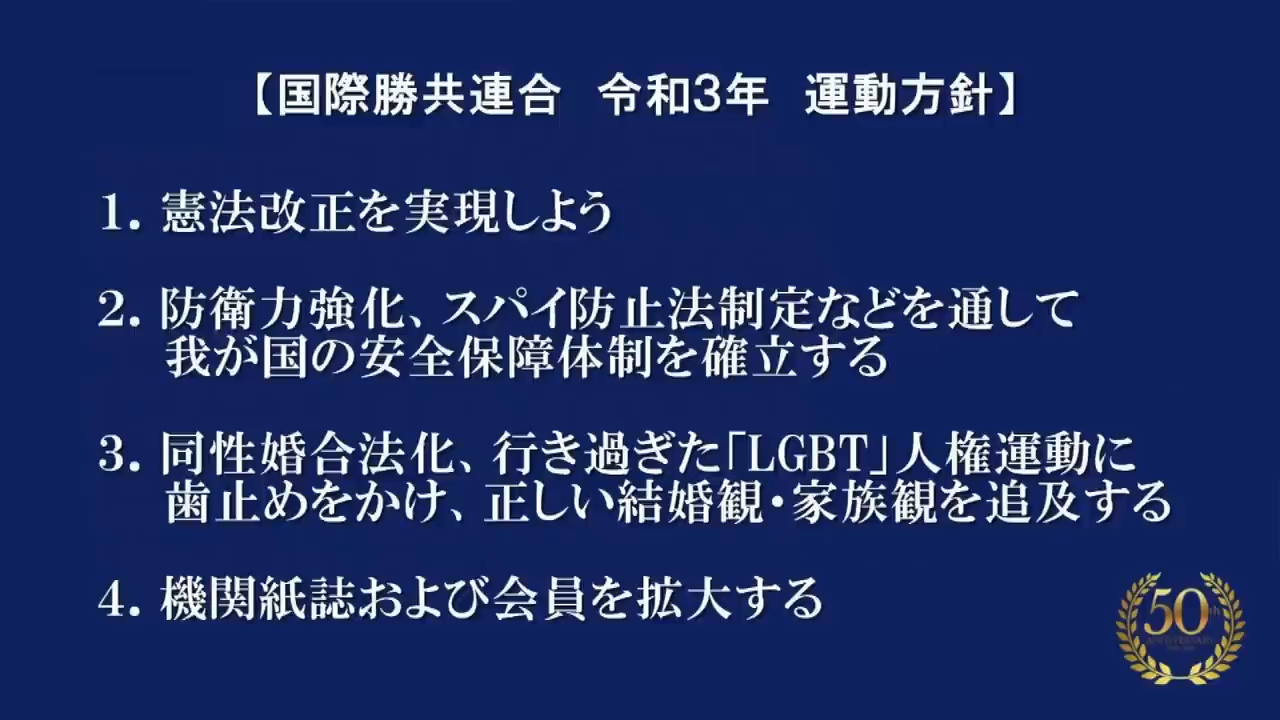 【国際勝共連合　令和3年　運動方針】
1. 憲法改正を実現しよう
2. 防衛力強化、スパイ防止法制定などを通して
我が国の安全保障体制を確立する
3. 同性婚合法化、行き過ぎた「LGBT」人権運動に
歯止めをかけ、正しい結婚観・家族観を追及する
4. 機関紙誌および会員を拡大する
50th
ANNIVERSARY